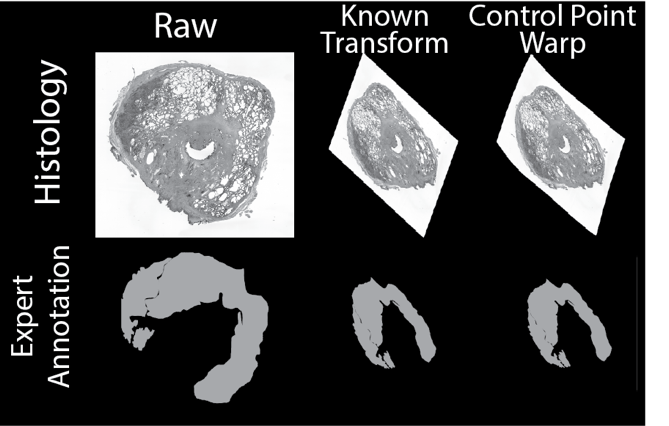 Raw
Known
Transform
Control Point
Warp
Histology
Expert
Annotation